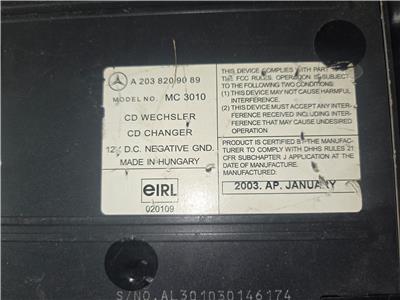 A 203 820 90 89
MODEL NO. MC 3010
CD WECHSLER
CD CHANGER
12V D.C. NEGATIVE GND.
MADE IN HUNGARY
eIRL
020109
THIS DEVICE COMPLIES WITH PART 15 OF
THE FCC RULES. OPERATION IS SUBJECT
TO THE FOLLOWING TWO CONDITIONS:
(1) THIS DEVICE MAY NOT CAUSE HARMFUL
INTERFERENCE.
(2) THIS DEVICE MUST ACCEPT ANY INTER-
FERENCE RECEIVED INCLUDING INTER-
FERENCE THAT MAY CAUSE UNDESIRED
OPERATION
PRODUCT IS CERTIFIED BY THE MANUFAC-
TURER TO COMPLY WITH DHHS RULES 21
CFR SUBCHAPTER J APPLICATION AT THE
DATE OF MANUFACTURE.
2003. AP. JANUARY
S/NO.AL301030146174